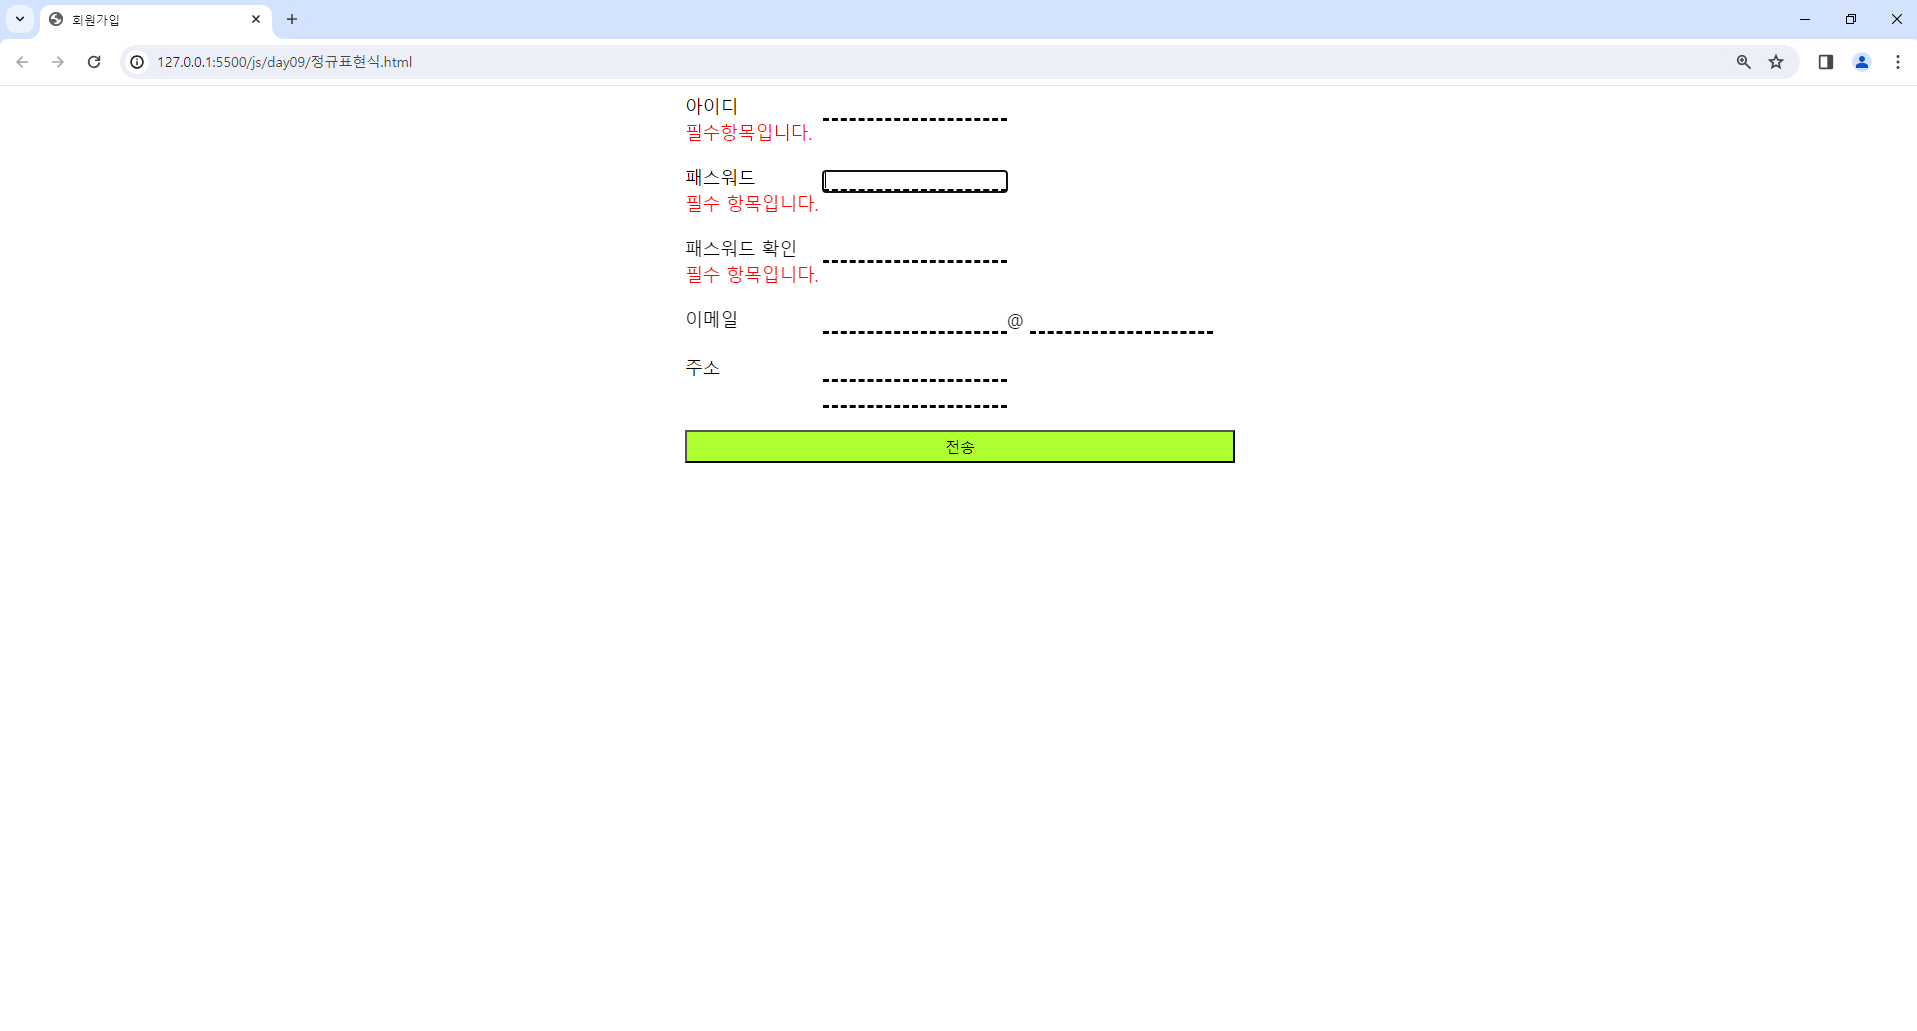 회원가입
127.0.0.1:5500/js/day09/정규표현식.html
아이디
필수항목입니다.
패스워드
필수 항목입니다.
패스워드 확인
필수 항목입니다.
이메일 @
주소
전송